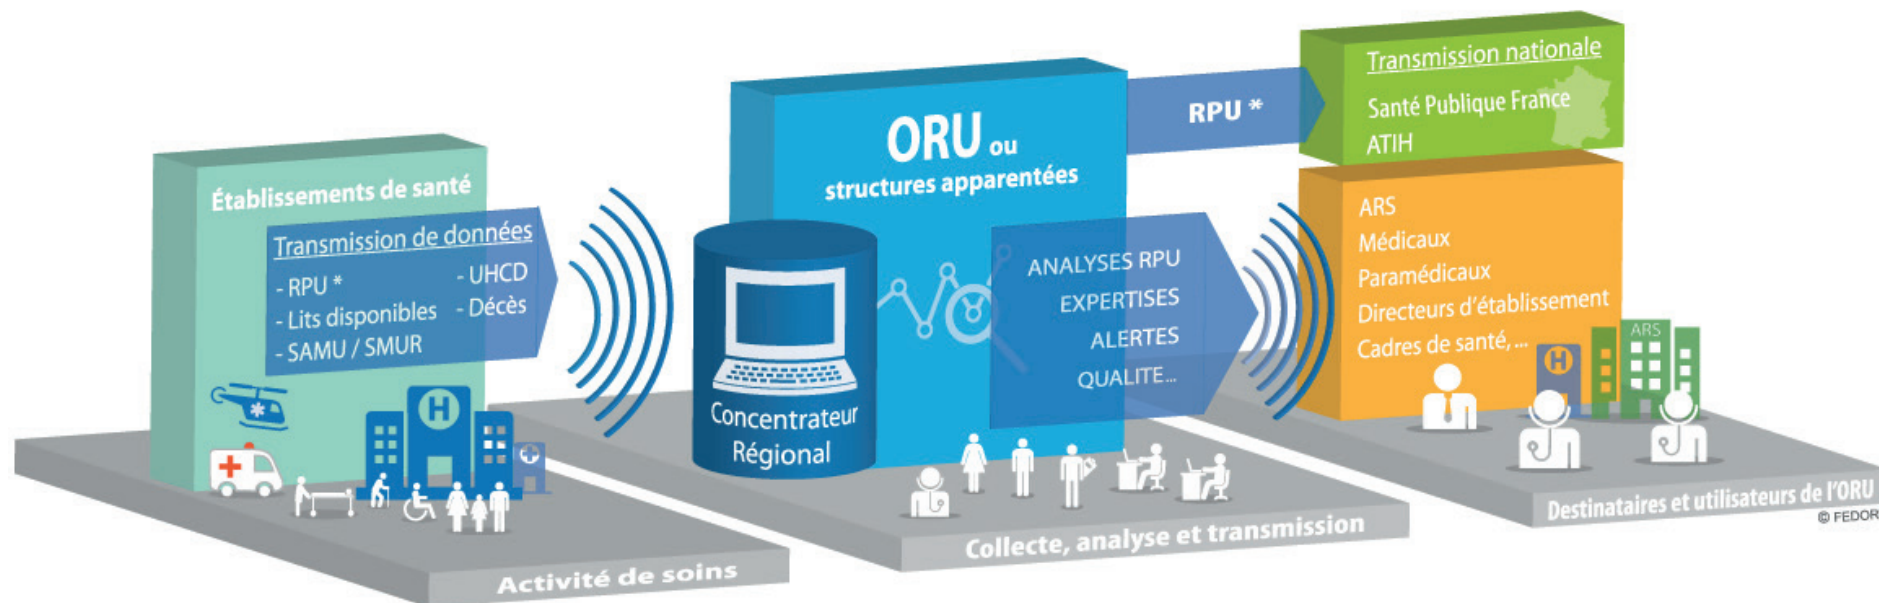 Établissements de santé
Transmission de données
- RPU *
- Lits disponibles
- SAMU / SMUR
- UHCD
- Décès
H
Activité de soins
ORU ou
structures apparentées
Concentrateur
Régional
ANALYSES RPU
EXPERTISES
ALERTES
QUALITE...
Collecte, analyse et transmission
RPU *
Transmission nationale
Santé Publique France
ATIH
ARS
Médicaux
Paramédicaux
Directeurs d'établissement
Cadres de santé, ...
ARS
H
Destinataires et utilisateurs de l'ORU
© FEDOR